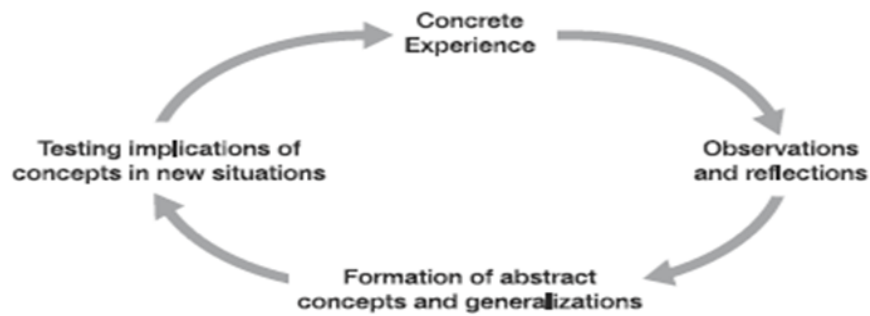 Concrete
Experience
Observations
and reflections
Formation of abstract
concepts and generalizations
Testing implications of
concepts in new situations